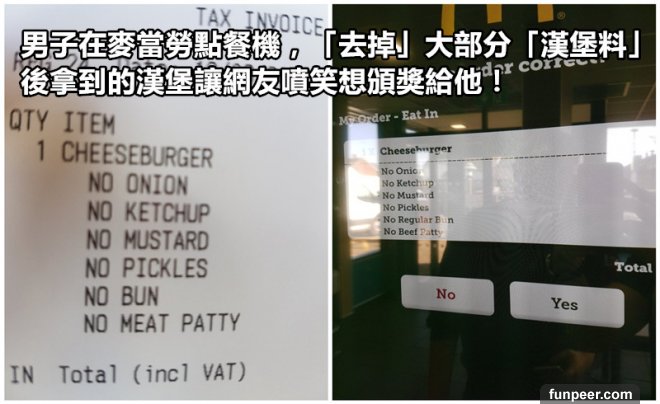 男子在麥當勞點餐機，「去掉」大部分「漢堡料」
後拿到的漢堡讓網友噴笑想頒獎給他！
TAX INVOICE
QTY ITEM
1 CHEESEBURGER
NO ONION
NO KETCHUP
NO MUSTARD
NO PICKLES
NO BUN
NO MEAT PATTY
IN Total (incl VAT)
My Order - Eat In
Cheeseburger
No Onion
No Ketchup
No Mustard
No Pickles
No Regular Bun
No Beef Patty
Total
No
Yes
funpeer.com